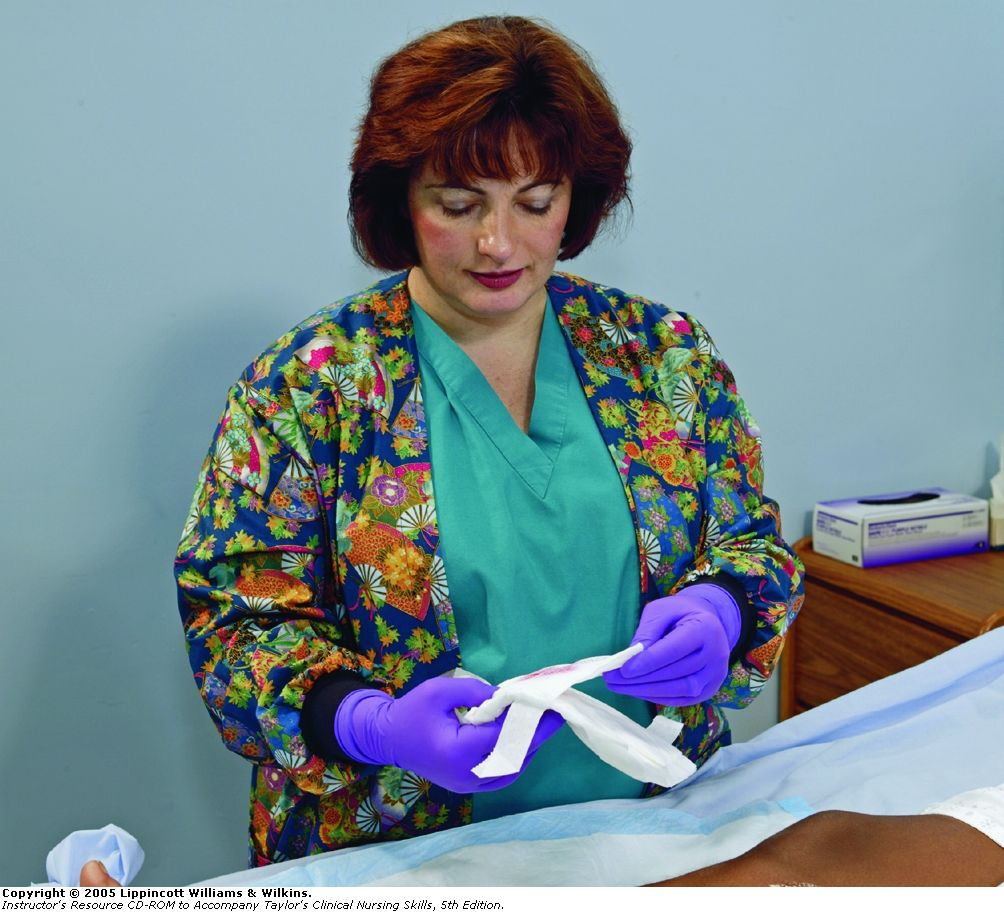 Copyright © 2005 Lippincott Williams & Wilkins.
Instructor's Resource CD-ROM to Accompany Taylor's Clinical Nursing Skills, 5th Edition.